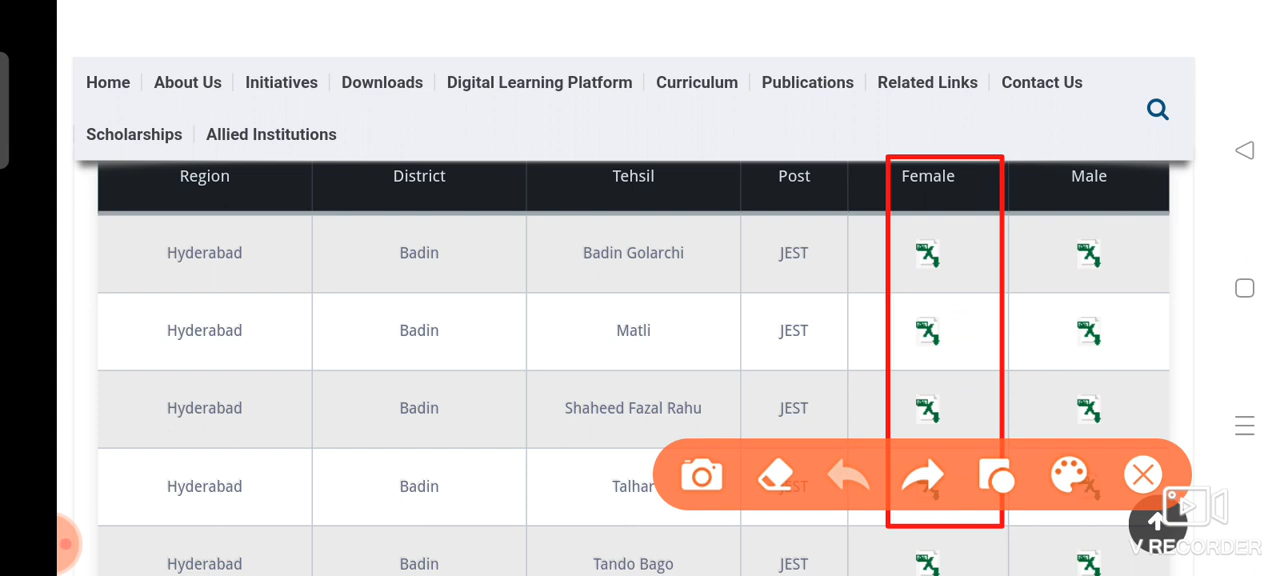 Home About Us Initiatives Downloads Digital Learning Platform Curriculum Publications Related Links Contact Us
Scholarships Allied Institutions
Region District Tehsil Post Female Male
Hyderabad Badin Badin Golarchi JEST
Hyderabad Badin Matli JEST
Hyderabad Badin Shaheed Fazal Rahu JEST
Hyderabad Badin Talhar
V RECORDER
Hyderabad Badin Tando Bago JEST